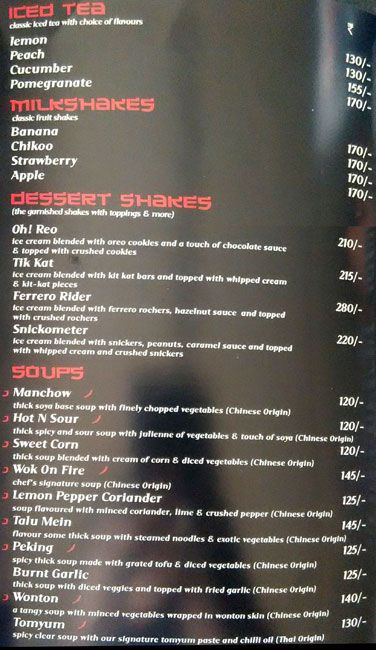 ICED TEA
classic iced tea with choice of flavours ₹
lemon 130/-
Peach 130/-
Cucumber 155/-
Pomegranate 170/-
MILKSHAKES
classic fruit shakes
Banana 170/-
Chikoo 170/-
Strawberry 170/-
Apple 170/-
DESSERT SHAKES
(the garnished shakes with toppings & more)
Oh! Reo 210/-
ice cream blended with oreo cookies and a touch of chocolate sauce
& topped with crushed cookies
Tik Kat 215/-
ice cream blended with kit kat bars and topped with whipped cream
& kit-kat pieces
Ferrero Rider 280/-
ice cream blended with ferrero rochers, hazelnut sauce and topped
with crushed rochers
Snickometer 220/-
ice cream blended with snickers, peanuts, caramel sauce and topped
with whipped cream and crushed snickers
SOUPS
Manchow 120/-
thick soya base soup with finely chopped vegetables (Chinese Origin)
Hot N Sour 120/-
thick spicy and sour soup with julienne of vegetables & touch of soya (Chinese Origin)
Sweet Corn 120/-
thick soup blended with cream of corn & diced vegetables (Chinese Origin)
Wok On Fire 145/-
chef's signature soup (Chinese Origin)
Lemon Pepper Coriander 125/-
soup flavoured with minced coriander, lime & crushed pepper (Chinese Origin)
Talu Mein 145/-
flavour some thick soup with steamed noodles & exotic vegetables (Chinese Origin)
Peking 125/-
spicy thick soup made with grated tofu & diced vegetables (Chinese Origin)
Burnt Garlic 125/-
thick soup with diced veggies and topped with fried garlic (Chinese Origin)
Wonton 140/-
a tangy soup with minced vegetables wrapped in wonton skin (Chinese Origin)
Tomyum 130/-
spicy clear soup with our signature tomyum paste and chilli oil (Thai Origin)